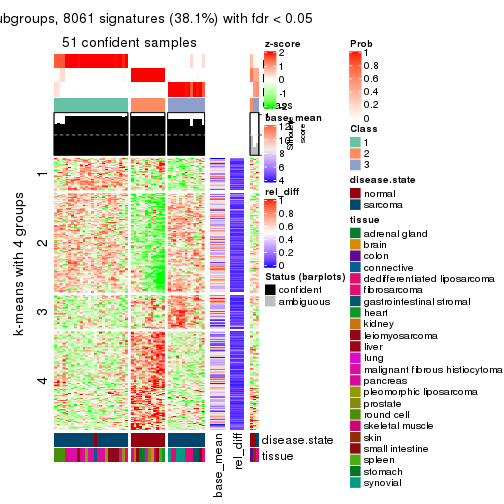 ubgroups, 8061 signatures (38.1%) with fdr < 0.05
51 confident samples
k-means with 4 groups
1
2
3
4
base_mean
rel_diff
disease.state
tissue
z-score
2
1
0
-1
base_mean
12
10
8
6
4
score
rel_diff
1
0.8
0.6
0.4
0.2
0
Status (barplots)
confident
ambiguous
Prob
1
0.8
0.6
0.4
0.2
0
Class
1
2
3
disease.state
normal
sarcoma
tissue
adrenal gland
brain
colon
connective
dedifferentiated liposarcoma
fibrosarcoma
gastrointestinal stromal
heart
kidney
leiomyosarcoma
liver
lung
malignant fibrous histiocytoma
pancreas
pleomorphic liposarcoma
prostate
round cell
skeletal muscle
skin
small intestine
spleen
stomach
synovial